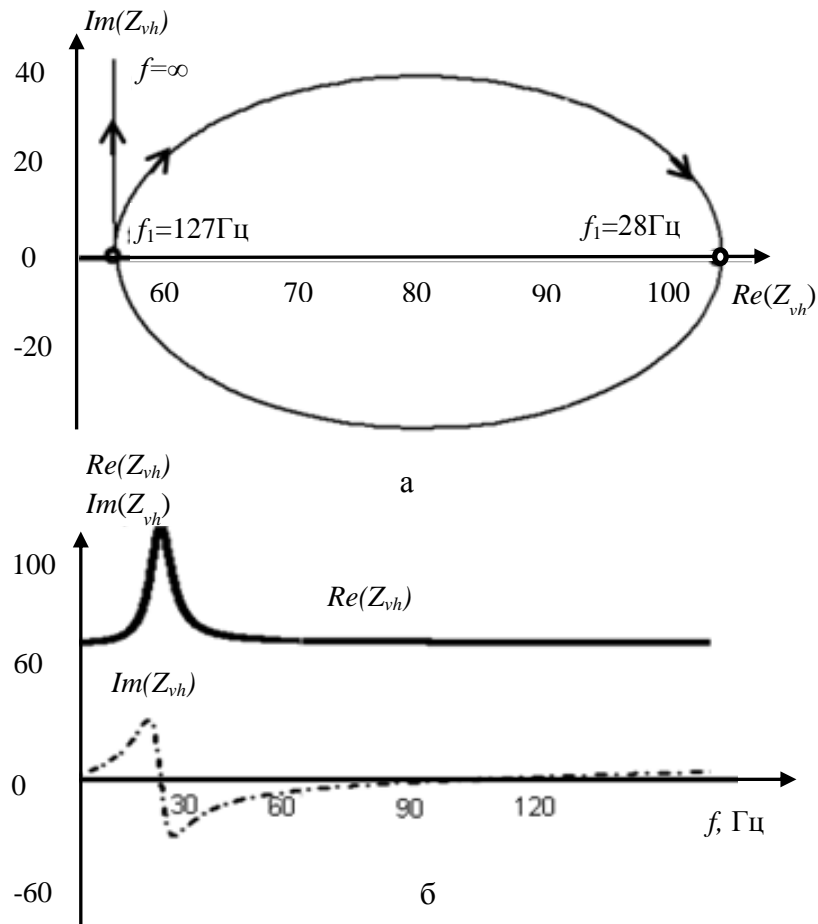 Im(Zvh)
40
f=∞
20
f1=127Гц
f1=28Гц
0
60 70 80 90 100 Re(Zvh)
-20
а
Re(Zvh)
Im(Zvh)
100
Re(Zvh)
60
Im(Zvh)
0
30 60 90 120
f, Гц
-60
б